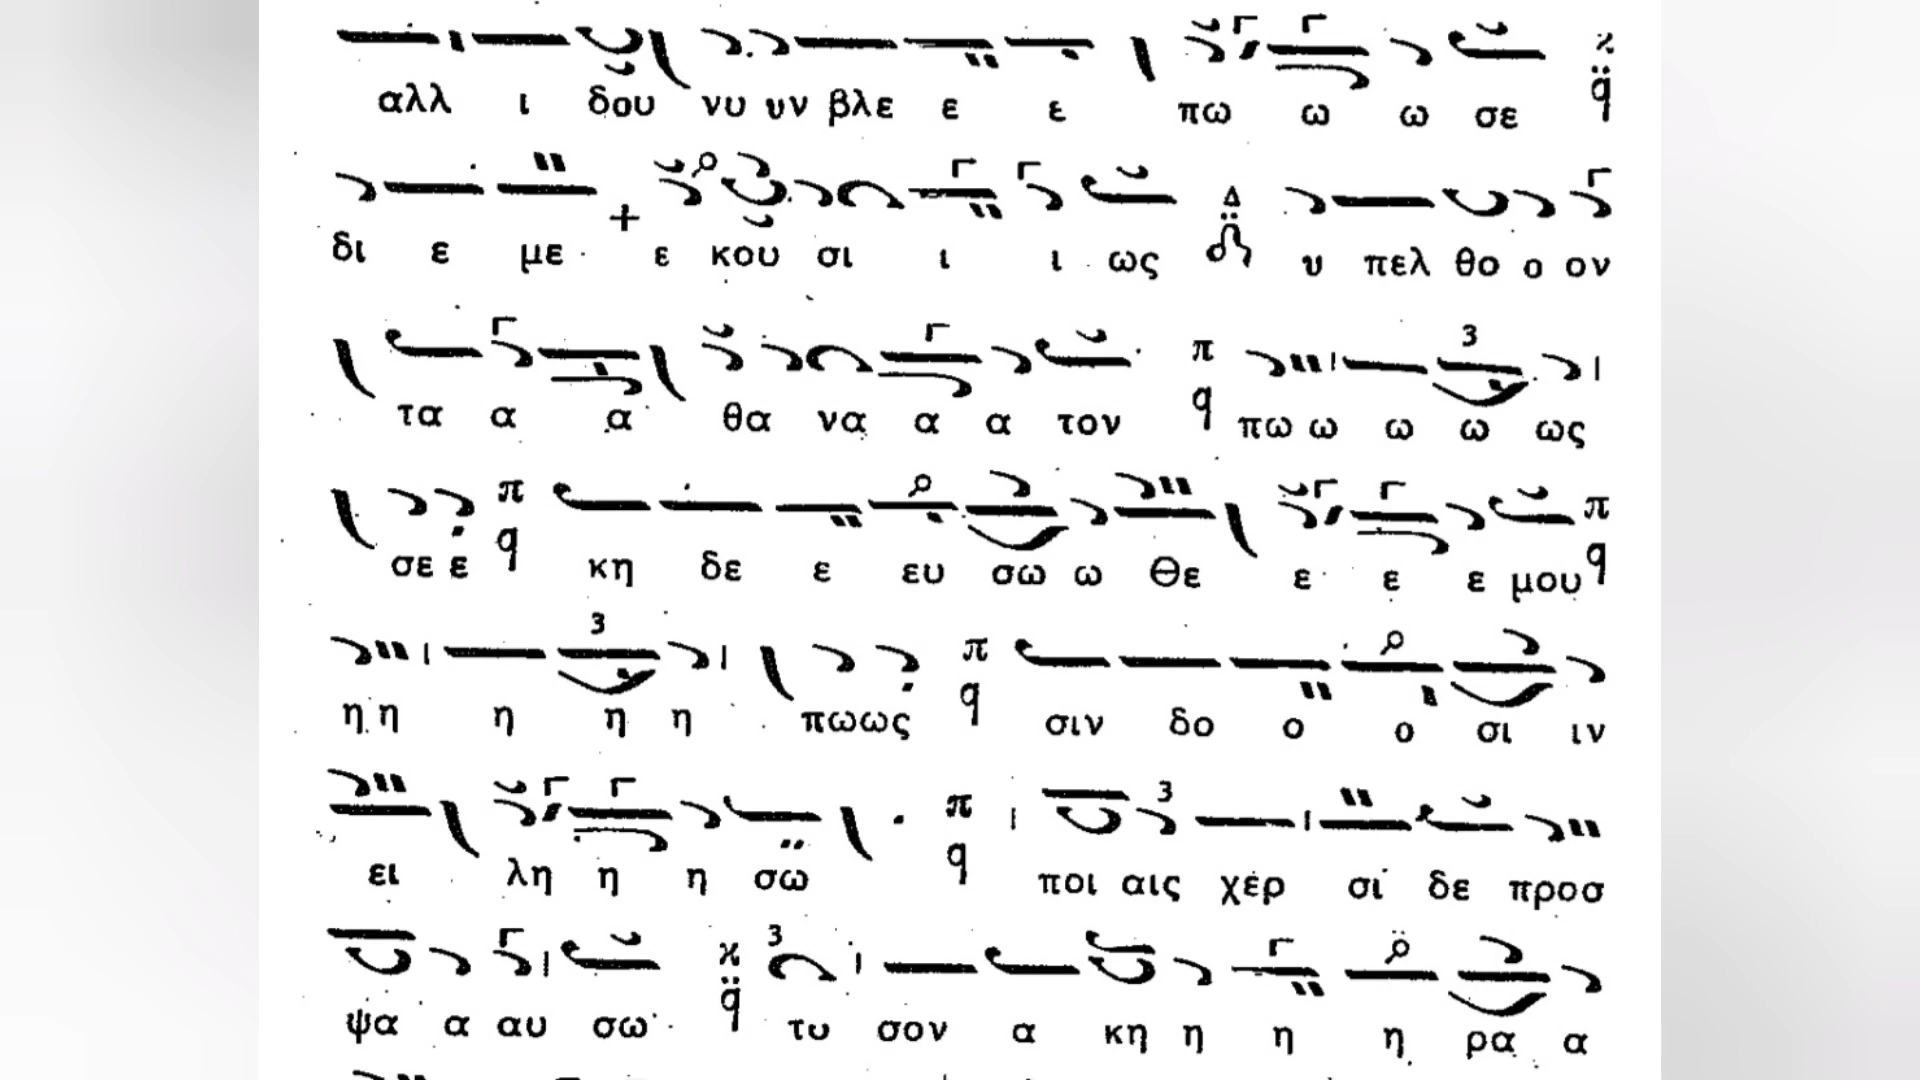 αλλ ι δου νυ υν βλε ε ε πω ω ω σε
δι ε με ε κου σι ι ι ως υ πελ θο ο ον
τα α α θα να α α τον πω ω ω ω ως
σε ε κη δε ε ευ σω ω Θε ε ε ε μου
η η η η η πωως σιν δο ο ο σι ιν
ει λη η η σω ποι αις χέρ σί δε προσ
ψα α αυ σω τυ σον α κη η η η ρα α